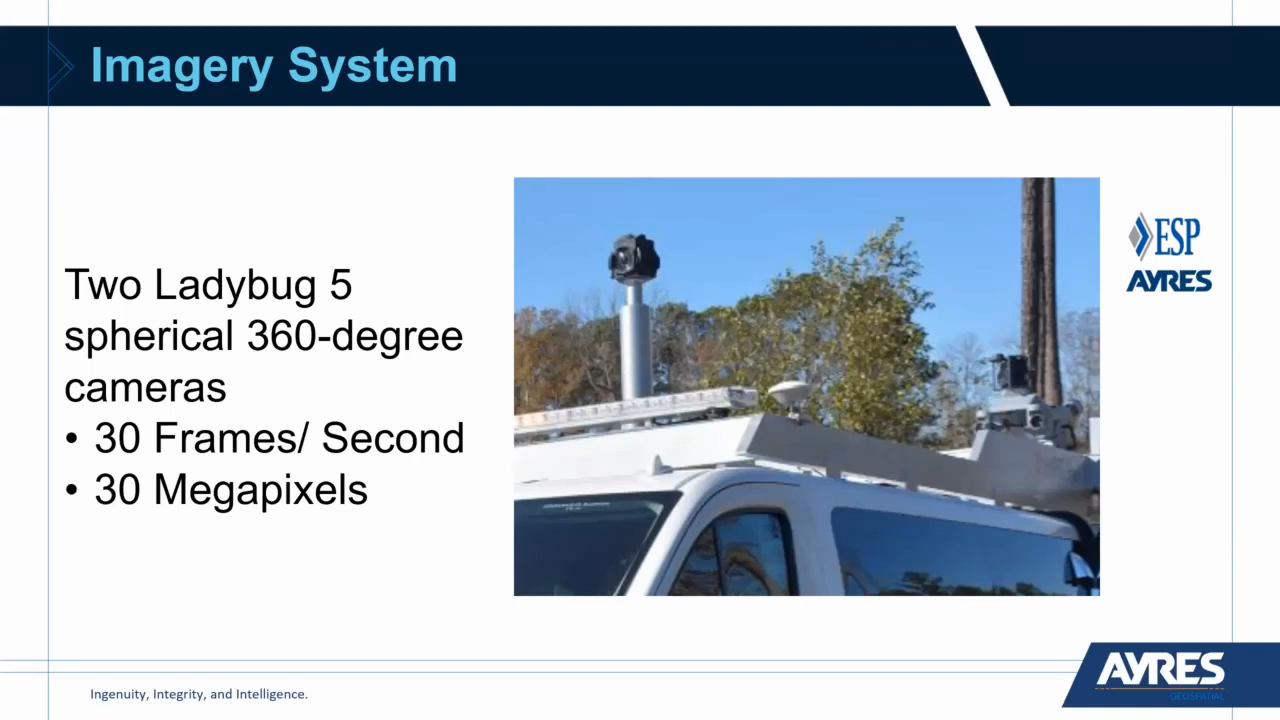 Imagery System
Two Ladybug 5
spherical 360-degree
cameras
• 30 Frames/ Second
• 30 Megapixels
ESP
AYRES
Ingenuity, Integrity, and Intelligence.
AYRES
GEOSPATIAL